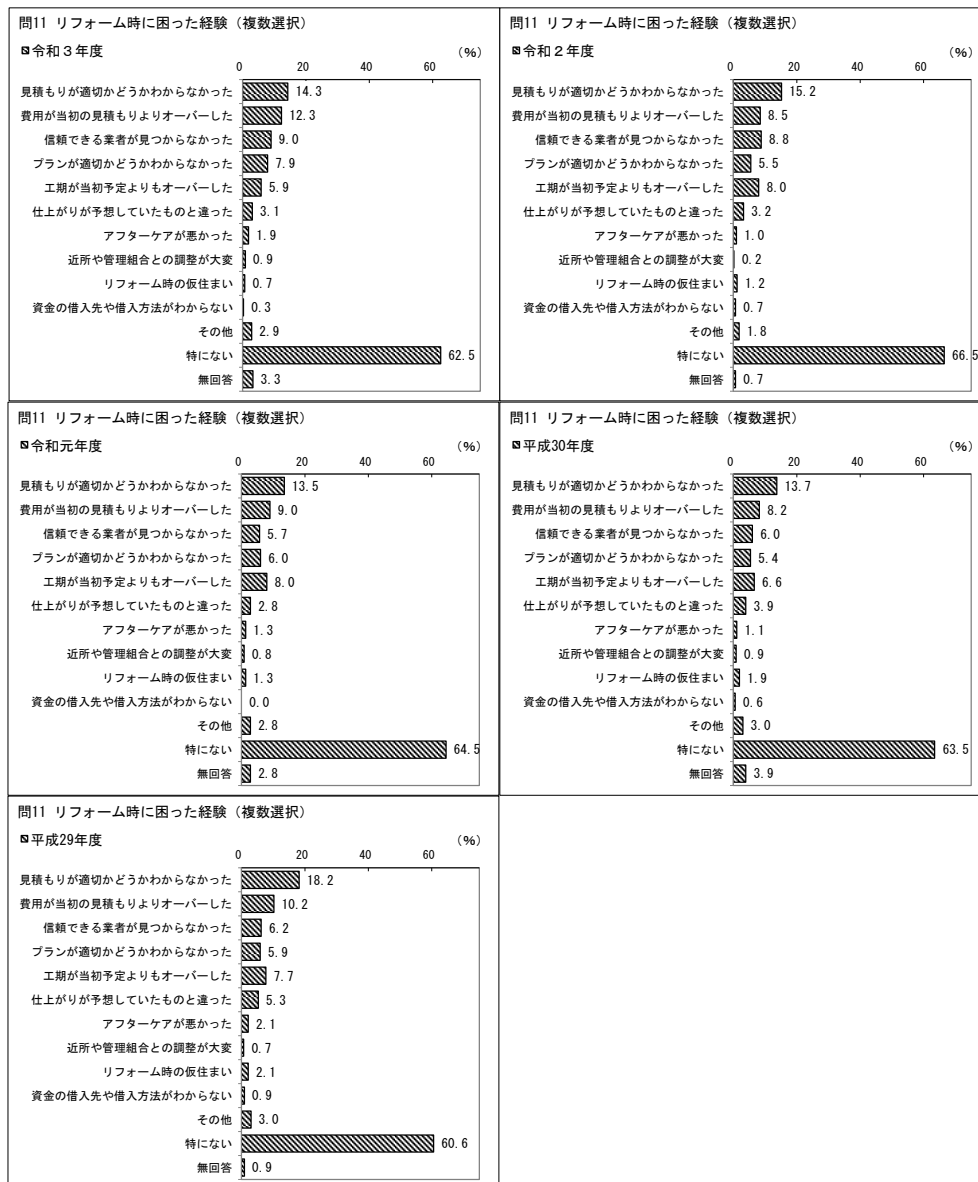 問11 リフォーム時に困った経験（複数選択）
令和３年度
(%)
0 20 40 60
見積もりが適切かどうかわからなかった 14.3
費用が当初の見積もりよりオーバーした 12.3
信頼できる業者が見つからなかった 9.0
プランが適切かどうかわからなかった 7.9
工期が当初予定よりもオーバーした 5.9
仕上がりが予想していたものと違った 3.1
アフターケアが悪かった 1.9
近所や管理組合との調整が大変 0.9
リフォーム時の仮住まい 0.7
資金の借入先や借入方法がわからない 0.3
その他 2.9
特にない 62.5
無回答 3.3
問11 リフォーム時に困った経験（複数選択）
令和２年度
(%)
0 20 40 60
見積もりが適切かどうかわからなかった 15.2
費用が当初の見積もりよりオーバーした 8.5
信頼できる業者が見つからなかった 8.8
プランが適切かどうかわからなかった 5.5
工期が当初予定よりもオーバーした 8.0
仕上がりが予想していたものと違った 3.2
アフターケアが悪かった 1.0
近所や管理組合との調整が大変 0.2
リフォーム時の仮住まい 1.2
資金の借入先や借入方法がわからない 0.7
その他 1.8
特にない 66.5
無回答 0.7
問11 リフォーム時に困った経験（複数選択）
令和元年度
(%)
0 20 40 60
見積もりが適切かどうかわからなかった 13.5
費用が当初の見積もりよりオーバーした 9.0
信頼できる業者が見つからなかった 5.7
プランが適切かどうかわからなかった 6.0
工期が当初予定よりもオーバーした 8.0
仕上がりが予想していたものと違った 2.8
アフターケアが悪かった 1.3
近所や管理組合との調整が大変 0.8
リフォーム時の仮住まい 1.3
資金の借入先や借入方法がわからない 0.0
その他 2.8
特にない 64.5
無回答 2.8
問11 リフォーム時に困った経験（複数選択）
平成30年度
(%)
0 20 40 60
見積もりが適切かどうかわからなかった 13.7
費用が当初の見積もりよりオーバーした 8.2
信頼できる業者が見つからなかった 6.0
プランが適切かどうかわからなかった 5.4
工期が当初予定よりもオーバーした 6.6
仕上がりが予想していたものと違った 3.9
アフターケアが悪かった 1.1
近所や管理組合との調整が大変 0.9
リフォーム時の仮住まい 1.9
資金の借入先や借入方法がわからない 0.6
その他 3.0
特にない 63.5
無回答 3.9
問11 リフォーム時に困った経験（複数選択）
平成29年度
(%)
0 20 40 60
見積もりが適切かどうかわからなかった 18.2
費用が当初の見積もりよりオーバーした 10.2
信頼できる業者が見つからなかった 6.2
プランが適切かどうかわからなかった 5.9
工期が当初予定よりもオーバーした 7.7
仕上がりが予想していたものと違った 5.3
アフターケアが悪かった 2.1
近所や管理組合との調整が大変 0.7
リフォーム時の仮住まい 2.1
資金の借入先や借入方法がわからない 0.9
その他 3.0
特にない 60.6
無回答 0.9